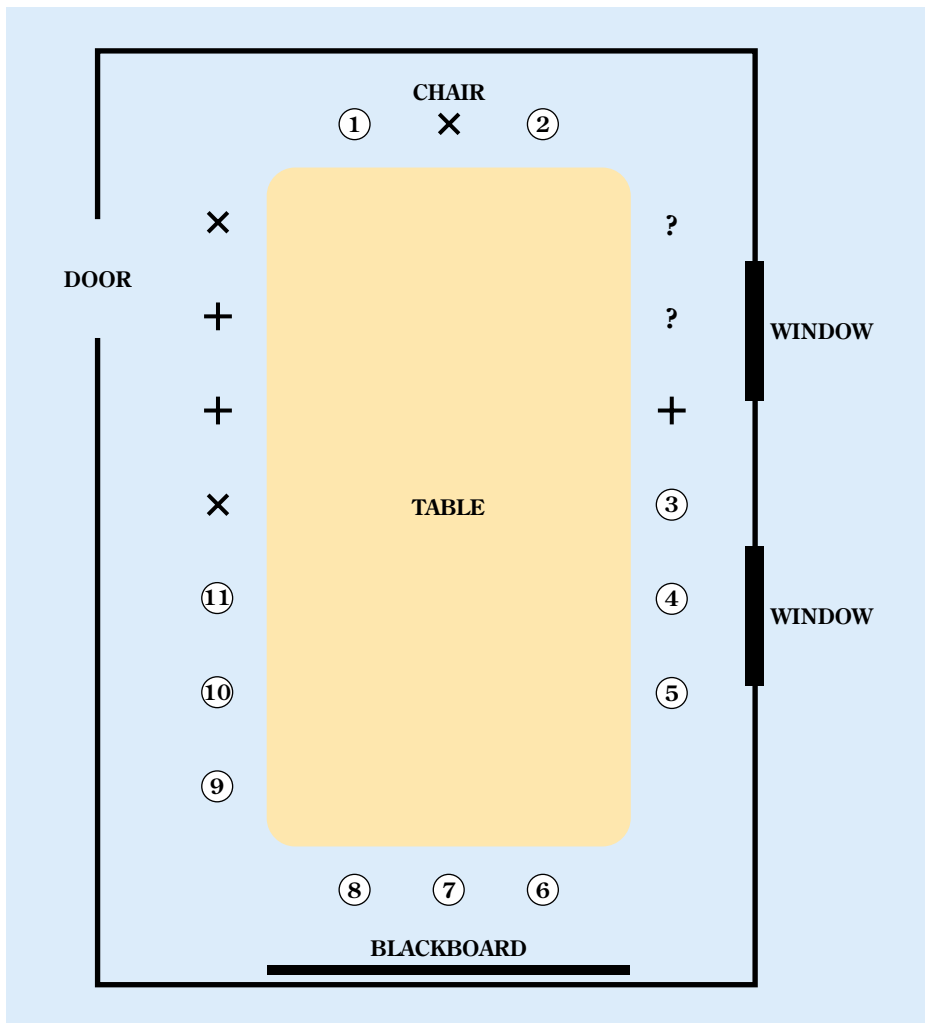 CHAIR
① × ②
× ?
DOOR
+ ? WINDOW
+ +
× TABLE ③
⑪ ④ WINDOW
⑩ ⑤
⑨
⑧ ⑦ ⑥
BLACKBOARD